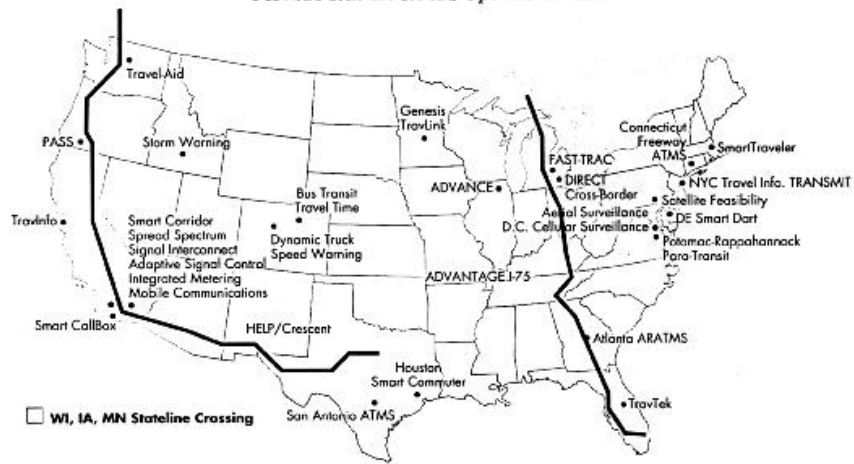 Travel Aid
PASS
Storm Warning
Genesis
TravLink
ADVANCE
FAST-TRAC
DIRECT
Cross-Border
Aerial Surveillance
D.C. Cellular Surveillance
Connecticut
Freeway
ATMS
SmartTraveler
NYC Travel Info. TRANSMIT
Satellite Feasibility
DE Smart Dart
Potomac-Rappahannock
Para-Transit
TravInfo
Smart Corridor
Spread Spectrum
Signal Interconnect
Adaptive Signal Control
Integrated Metering
Mobile Communications
Bus Transit
Travel Time
Dynamic Truck
Speed Warning
ADVANTAGE I-75
Smart CallBox
HELP/Crescent
Houston
Smart Commuter
San Antonio ATMS
Atlanta ARATMS
TravTek
WI, IA, MN Stateline Crossing